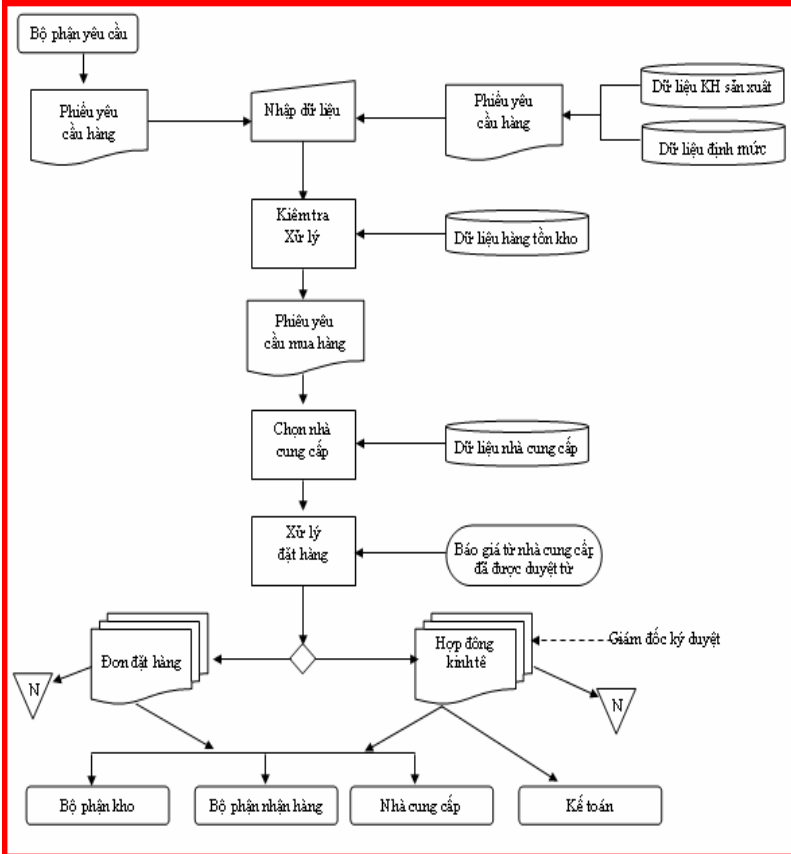 Bộ phận yêu cầu
Phiếu yêu
cầu hàng
Nhập dữ liệu
Phiếu yêu
cầu hàng
Dữ liệu KH sản xuất
Dữ liệu định mức
Kiểm tra
Xử lý
Dữ liệu hàng tồn kho
Phiếu yêu
cầu mua hàng
Chọn nhà
cung cấp
Dữ liệu nhà cung cấp
Xử lý
đặt hàng
Báo giá từ nhà cung cấp
đã được duyệt từ
Đơn đặt hàng
Hợp đồng
kinh tế
Giám đốc ký duyệt
N
N
Bộ phận kho
Bộ phận nhận hàng
Nhà cung cấp
Kế toán